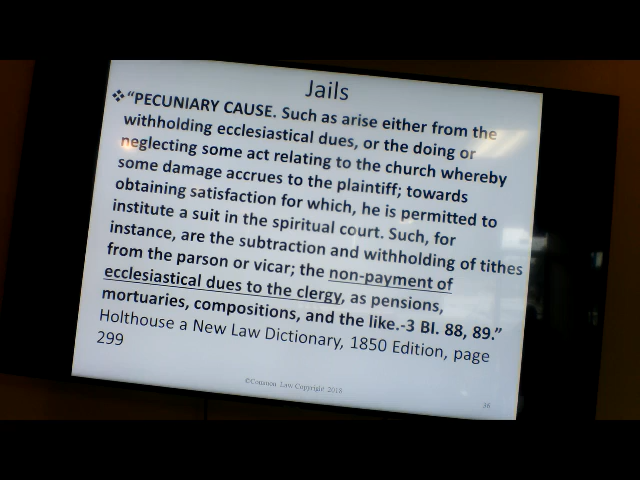 Jails
❖"PECUNIARY CAUSE. Such as arise either from the
withholding ecclesiastical dues, or the doing or
neglecting some act relating to the church whereby
some damage accrues to the plaintiff; towards
obtaining satisfaction for which, he is permitted to
institute a suit in the spiritual court. Such, for
instance, are the subtraction and withholding of tithes
from the parson or vicar; the non-payment of
ecclesiastical dues to the clergy, as pensions,
mortuaries, compositions, and the like.-3 Bl. 88, 89."
Holthouse a New Law Dictionary, 1850 Edition, page
299
©Common Law Copyright 2018